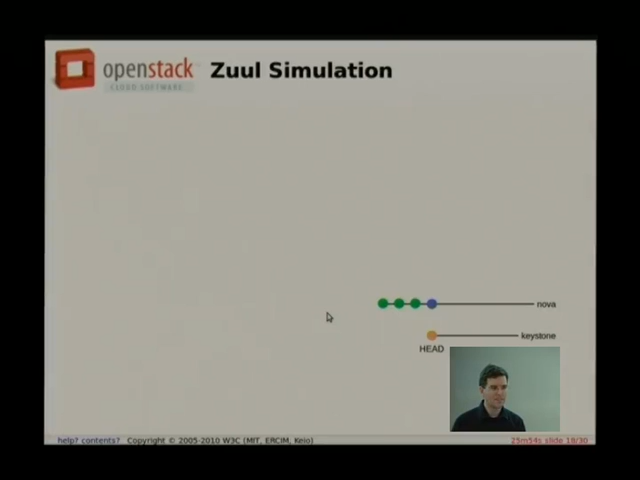 openstack
CLOUD SOFTWARE
Zuul Simulation
nova
keystone
HEAD
help? contents? Copyright © 2005-2010 W3C (MIT, ERCIM, Keio)
25m54s slide 18/30